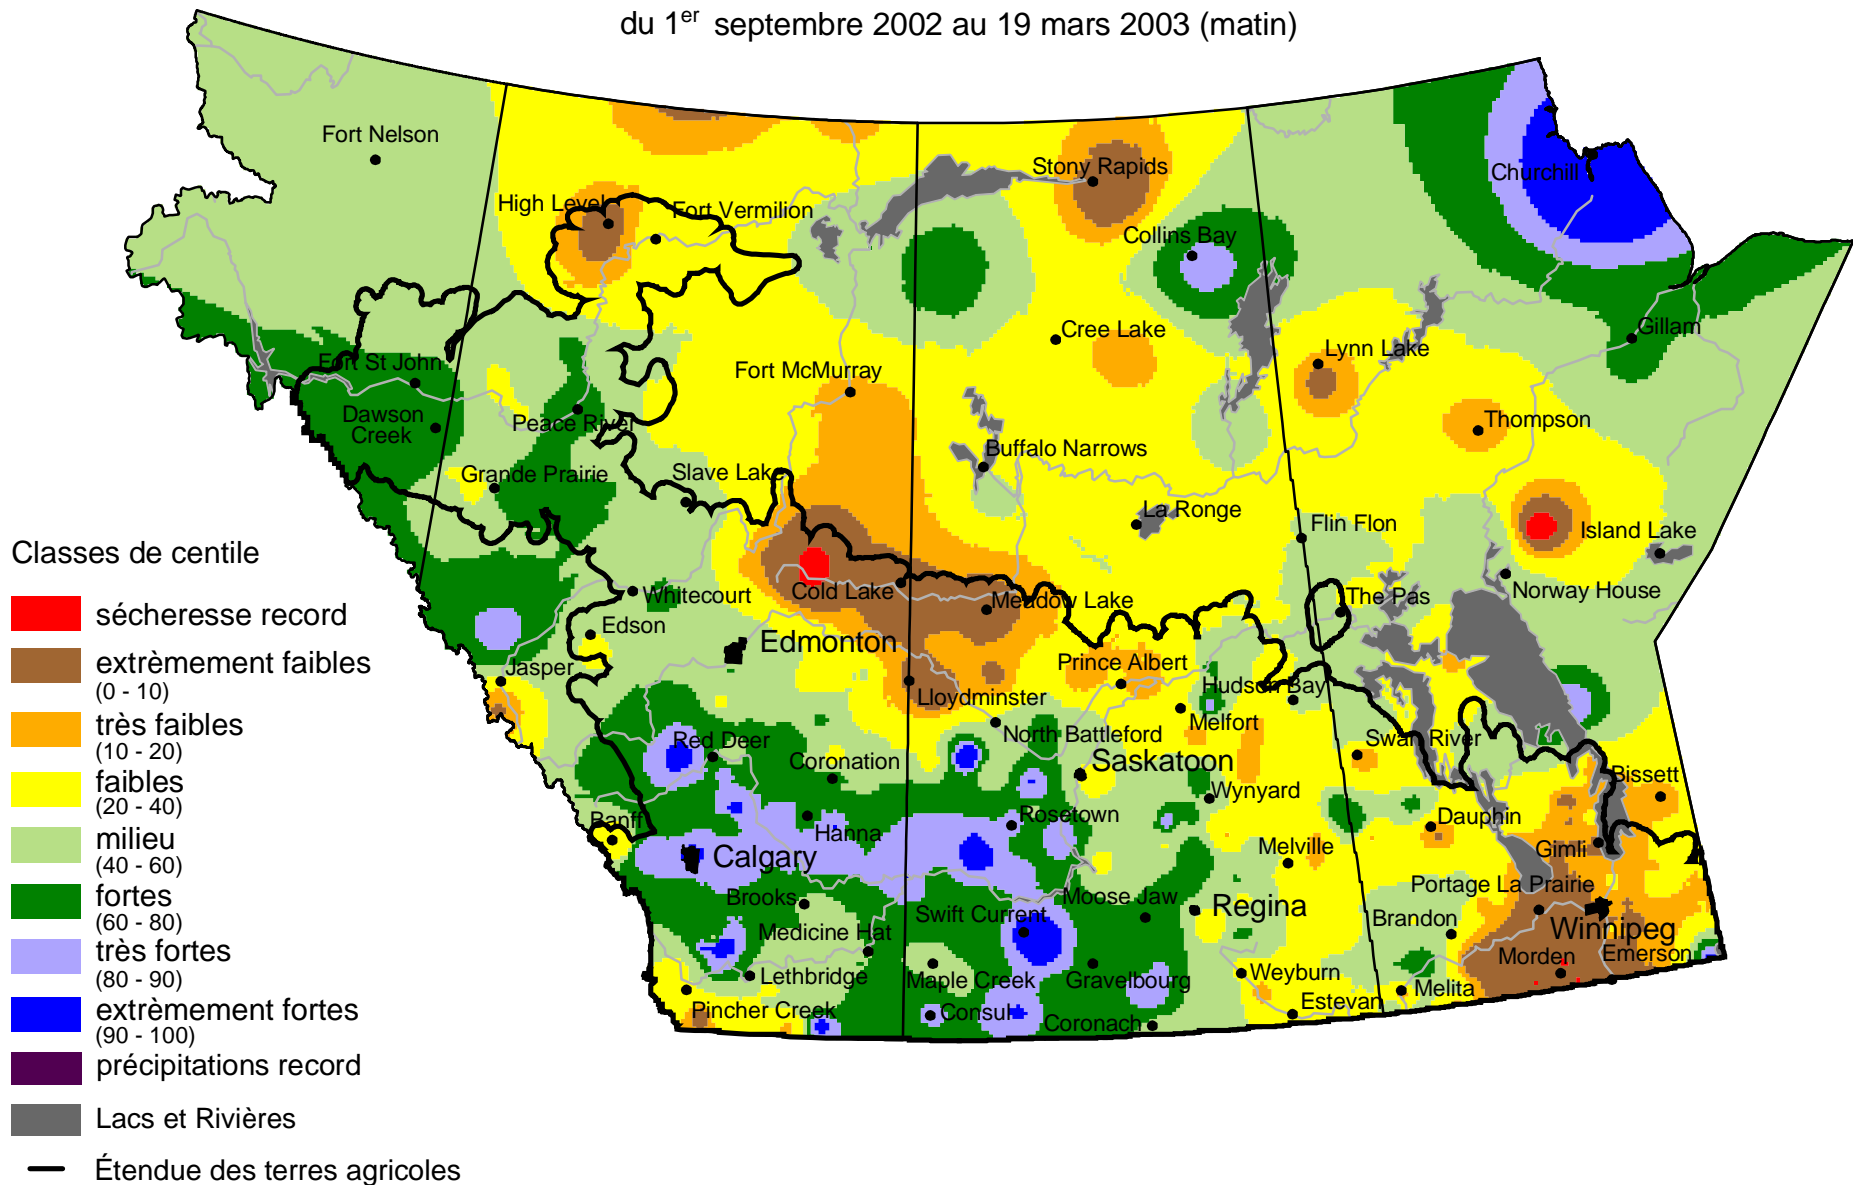 du 1er septembre 2002 au 19 mars 2003 (matin)
Fort Nelson
High Level
Fort Vermilion
Stony Rapids
Churchill
Collins Bay
Fort St John
Dawson
Creek
Peace River
Fort McMurray
Cree Lake
Lynn Lake
Gillam
Grande Prairie
Slave Lake
Buffalo Narrows
Thompson
La Ronge
Flin Flon
Island Lake
Whitecourt
Cold Lake
Meadow Lake
The Pas
Norway House
Edson
Edmonton
Jasper
Lloydminster
Prince Albert
Hudson Bay
Melfort
Red Deer
Coronation
North Battleford
Saskatoon
Swan River
Bissett
Wynyard
Banff
Hanna
Rosetown
Dauphin
Calgary
Melville
Gimli
Brooks
Swift Current
Moose Jaw
Regina
Portage La Prairie
Brandon
Medicine Hat
Winnipeg
Lethbridge
Maple Creek
Gravelbourg
Weyburn
Morden
Emerson
Pincher Creek
Consul
Coronach
Estevan
Melita
Classes de centile
sécheresse record
extrèmement faibles
(0 - 10)
très faibles
(10 - 20)
faibles
(20 - 40)
milieu
(40 - 60)
fortes
(60 - 80)
très fortes
(80 - 90)
extrèmement fortes
(90 - 100)
précipitations record
Lacs et Rivières
Étendue des terres agricoles